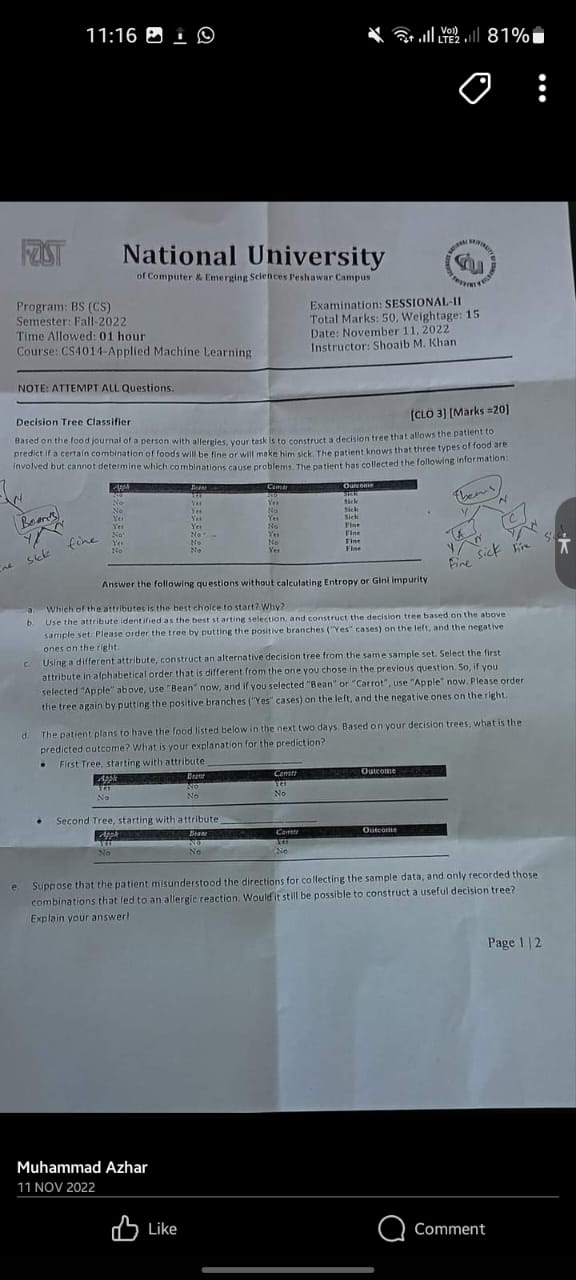 11:16
Vo)) LTE2 81%
FAST
National University
of Computer & Emerging Sciences Peshawar Campus
Program: BS (CS)
Semester: Fall-2022
Time Allowed: 01 hour
Course: CS4014-Applied Machine Learning
Examination: SESSIONAL-II
Total Marks: 50, Weightage: 15
Date: November 11, 2022
Instructor: Shoaib M. Khan
NOTE: ATTEMPT ALL Questions.
Decision Tree Classifier [CLO 3] [Marks =20]
Based on the food journal of a person with allergies, your task is to construct a decision tree that allows the patient to
predict if a certain combination of foods will be fine or will make him sick. The patient knows that three types of food are
involved but cannot determine which combinations cause problems. The patient has collected the following information:
Apple Beans Carrots Outcome
No Yes No Sick
No Yes Yes Sick
No Yes No Sick
Yes Yes Yes Sick
Yes Yes No Fine
No No Yes Fine
Yes No No Fine
No No Yes Fine
Beans
Y N
sick fine
beans
Y N
A C
Y N Y N
Fine sick Fine
Answer the following questions without calculating Entropy or Gini impurity
a. Which of the attributes is the best choice to start? Why?
b. Use the attribute identified as the best starting selection, and construct the decision tree based on the above
sample set. Please order the tree by putting the positive branches ("Yes" cases) on the left, and the negative
ones on the right.
c. Using a different attribute, construct an alternative decision tree from the same sample set. Select the first
attribute in alphabetical order that is different from the one you chose in the previous question. So, if you
selected "Apple" above, use "Bean" now, and if you selected "Bean" or "Carrot", use "Apple" now. Please order
the tree again by putting the positive branches ("Yes" cases) on the left, and the negative ones on the right.
d. The patient plans to have the food listed below in the next two days. Based on your decision trees, what is the
predicted outcome? What is your explanation for the prediction?
• First Tree, starting with attribute
Apple Beans Carrots Outcome
Yes No Yes
No No No
• Second Tree, starting with attribute
Apple Beans Carrots Outcome
Yes No Yes
No No No
e. Suppose that the patient misunderstood the directions for collecting the sample data, and only recorded those
combinations that led to an allergic reaction. Would it still be possible to construct a useful decision tree?
Explain your answer!
Page 1 | 2
Muhammad Azhar
11 NOV 2022
Like Comment